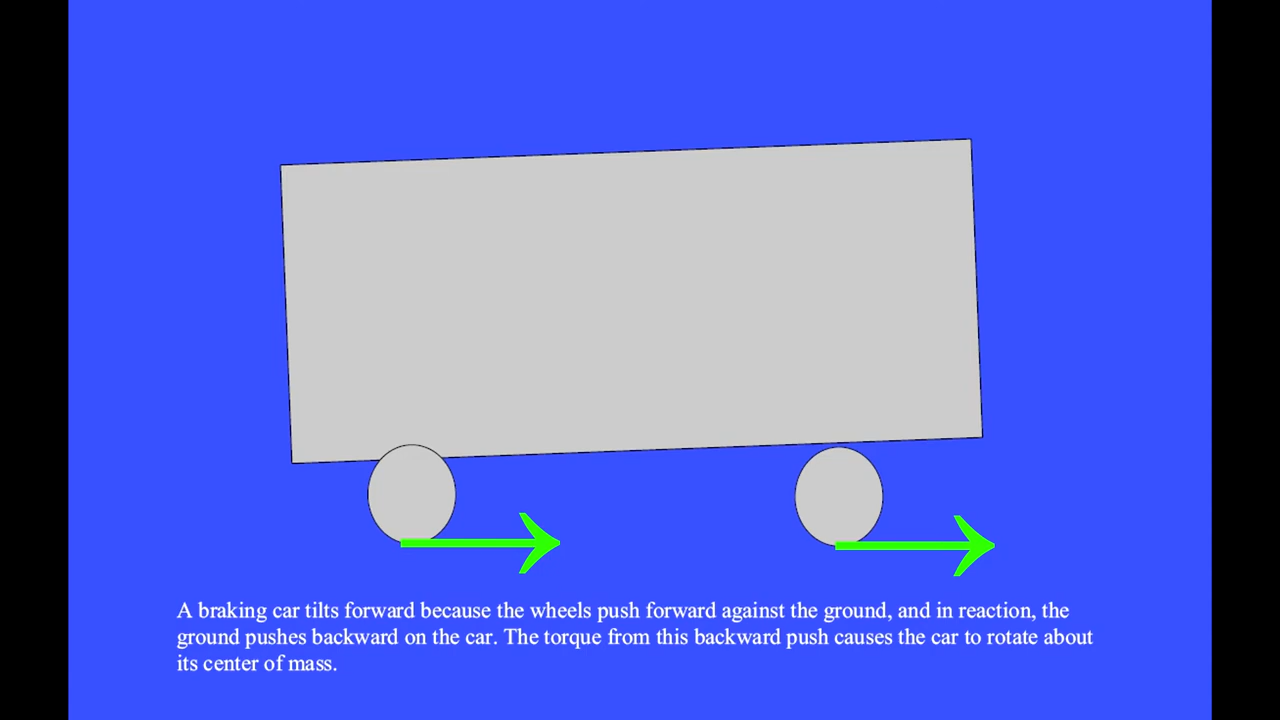 A braking car tilts forward because the wheels push forward against the ground, and in reaction, the
ground pushes backward on the car. The torque from this backward push causes the car to rotate about
its center of mass.